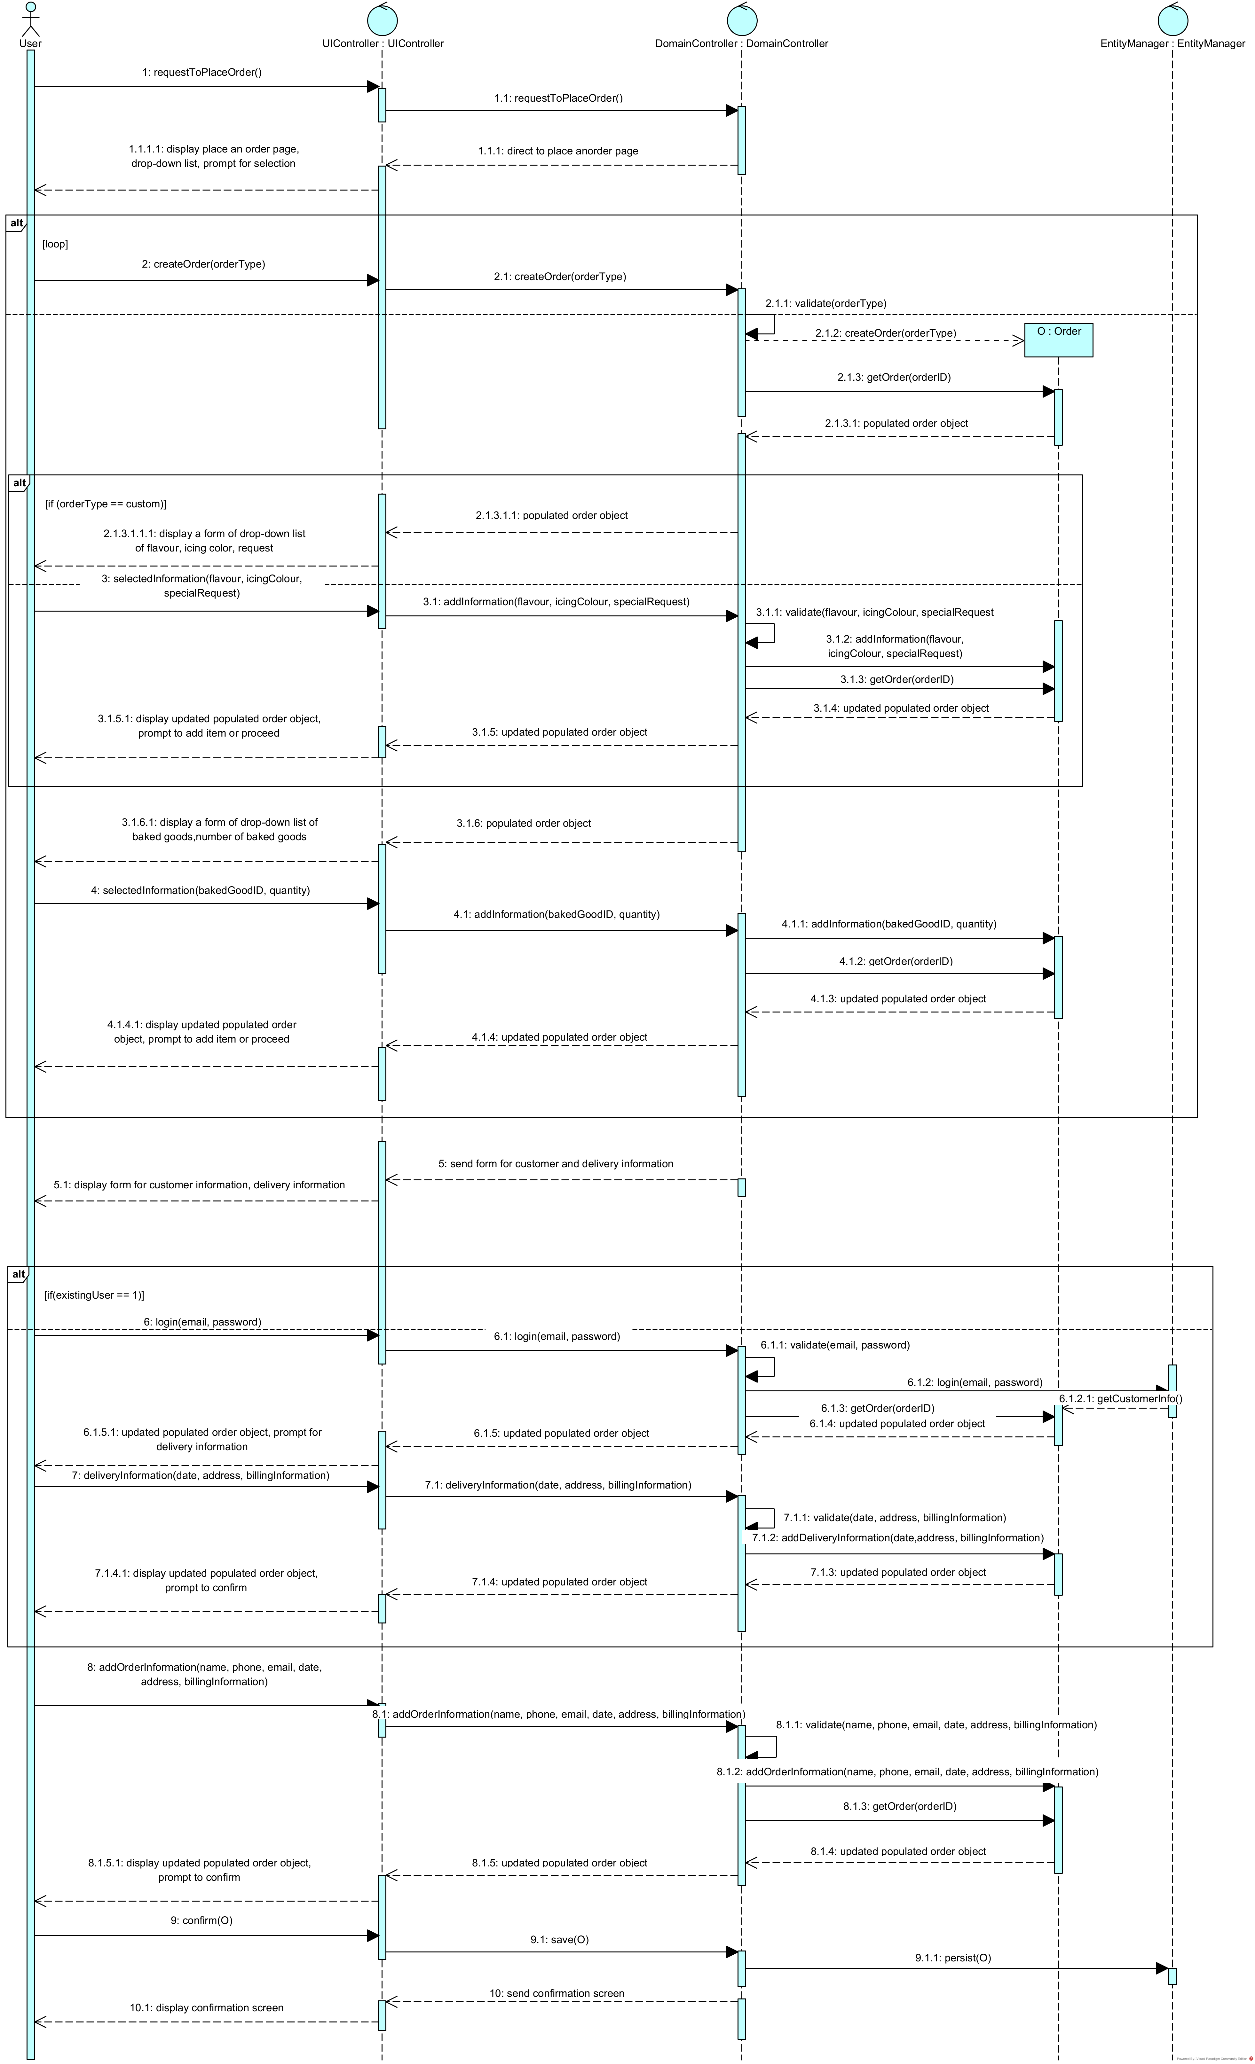 User
UIController : UIController
DomainController : DomainController
EntityManager : EntityManager
1: requestToPlaceOrder()
1.1: requestToPlaceOrder()
1.1.1.1: display place an order page,
drop-down list, prompt for selection
1.1.1: direct to place anorder page
alt
[loop]
2: createOrder(orderType)
2.1: createOrder(orderType)
2.1.1: validate(orderType)
2.1.2: createOrder(orderType)
O : Order
2.1.3: getOrder(orderID)
2.1.3.1: populated order object
alt
[if (orderType == custom)]
2.1.3.1.1: populated order object
2.1.3.1.1.1: display a form of drop-down list
of flavour, icing color, request
3: selectedInformation(flavour, icingColour,
specialRequest)
3.1: addInformation(flavour, icingColour, specialRequest)
3.1.1: validate(flavour, icingColour, specialRequest
3.1.2: addInformation(flavour,
icingColour, specialRequest)
3.1.3: getOrder(orderID)
3.1.4: updated populated order object
3.1.5.1: display updated populated order object,
prompt to add item or proceed
3.1.5: updated populated order object
3.1.6.1: display a form of drop-down list of
baked goods,number of baked goods
3.1.6: populated order object
4: selectedInformation(bakedGoodID, quantity)
4.1: addInformation(bakedGoodID, quantity)
4.1.1: addInformation(bakedGoodID, quantity)
4.1.2: getOrder(orderID)
4.1.3: updated populated order object
4.1.4.1: display updated populated order
object, prompt to add item or proceed
4.1.4: updated populated order object
5: send form for customer and delivery information
5.1: display form for customer information, delivery information
alt
[if(existingUser == 1)]
6: login(email, password)
6.1: login(email, password)
6.1.1: validate(email, password)
6.1.2: login(email, password)
6.1.2.1: getCustomerInfo()
6.1.3: getOrder(orderID)
6.1.4: updated populated order object
6.1.5.1: updated populated order object, prompt for
delivery information
6.1.5: updated populated order object
7: deliveryInformation(date, address, billingInformation)
7.1: deliveryInformation(date, address, billingInformation)
7.1.1: validate(date, address, billingInformation)
7.1.2: addDeliveryInformation(date,address, billingInformation)
7.1.3: updated populated order object
7.1.4.1: display updated populated order object,
prompt to confirm
7.1.4: updated populated order object
8: addOrderInformation(name, phone, email, date,
address, billingInformation)
8.1: addOrderInformation(name, phone, email, date, address, billingInformation)
8.1.1: validate(name, phone, email, date, address, billingInformation)
8.1.2: addOrderInformation(name, phone, email, date, address, billingInformation)
8.1.3: getOrder(orderID)
8.1.4: updated populated order object
8.1.5.1: display updated populated order object,
prompt to confirm
8.1.5: updated populated order object
9: confirm(O)
9.1: save(O)
9.1.1: persist(O)
10: send confirmation screen
10.1: display confirmation screen